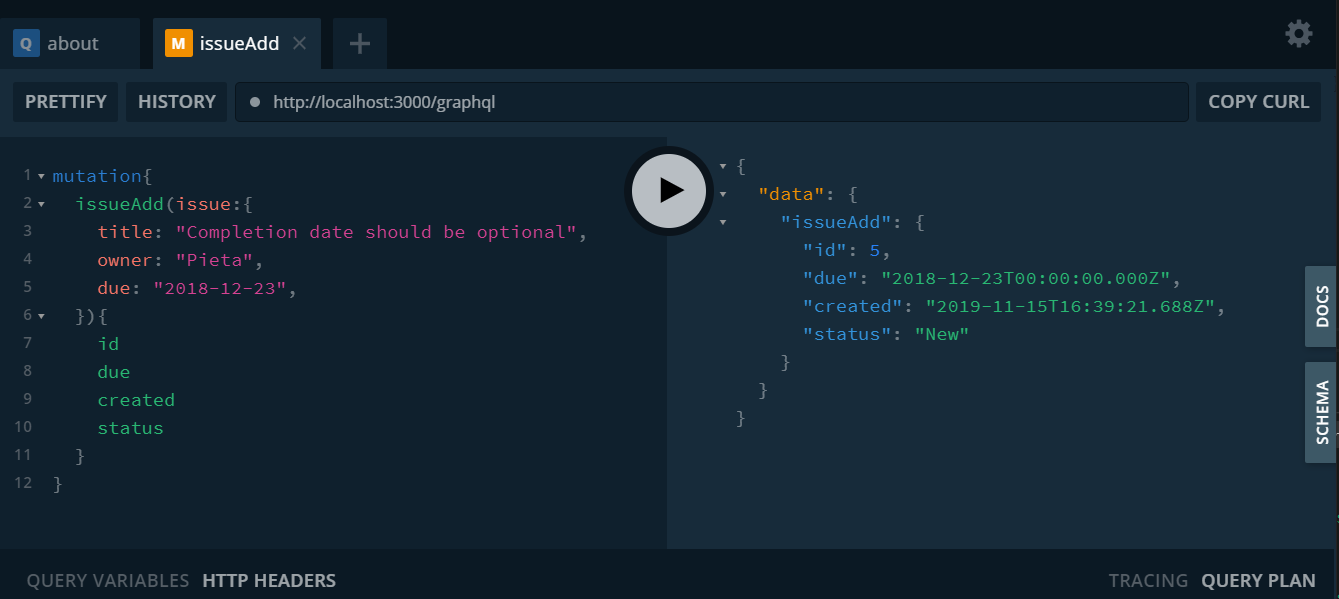 Q about
M issueAdd
PRETTIFY HISTORY http://localhost:3000/graphql COPY CURL
1 mutation{
2 issueAdd(issue:{
3 title: "Completion date should be optional",
4 owner: "Pieta",
5 due: "2018-12-23",
6 }){
7 id
8 due
9 created
10 status
11 }
12 }
{
"data": {
"issueAdd": {
"id": 5,
"due": "2018-12-23T00:00:00.000Z",
"created": "2019-11-15T16:39:21.688Z",
"status": "New"
}
}
}
DOCS
SCHEMA
QUERY VARIABLES HTTP HEADERS
TRACING QUERY PLAN